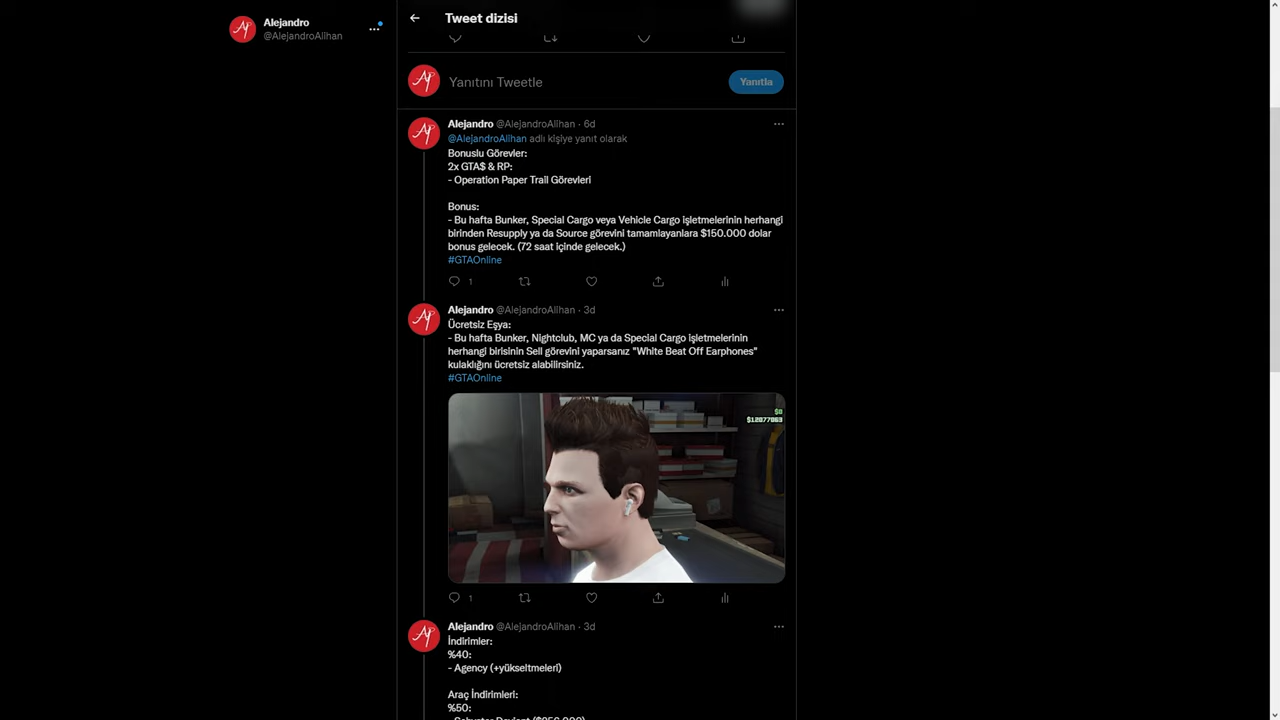 Alejandro
@AlejandroAlihan
Tweet dizisi
Yanıtını Tweetle
Yanıtla
Alejandro @AlejandroAlihan · 6d
@AlejandroAlihan adlı kişiye yanıt olarak
Bonuslu Görevler:
2x GTA$ & RP:
- Operation Paper Trail Görevleri
Bonus:
- Bu hafta Bunker, Special Cargo veya Vehicle Cargo işletmelerinin herhangi
birinden Resupply ya da Source görevini tamamlayanlara $150.000 dolar
bonus gelecek. (72 saat içinde gelecek.)
#GTAOnline
1
Alejandro @AlejandroAlihan · 3d
Ücretsiz Eşya:
- Bu hafta Bunker, Nightclub, MC ya da Special Cargo işletmelerinin
herhangi birisinin Sell görevini yaparsanız "White Beat Off Earphones"
kulaklığını ücretsiz alabilirsiniz.
#GTAOnline
$0
$12077063
1
Alejandro @AlejandroAlihan · 3d
İndirimler:
%40:
- Agency (+yükseltmeleri)
Araç İndirimleri:
%50: